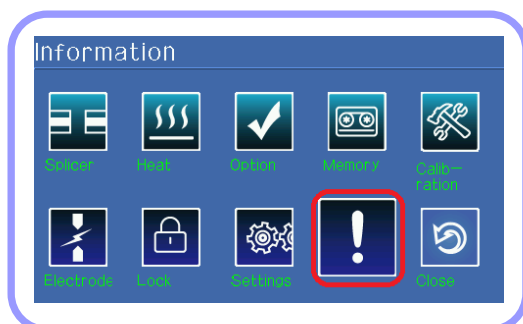 Information
Splicer Heat Option Memory Calib-
ration
Electrode Lock Settings Close